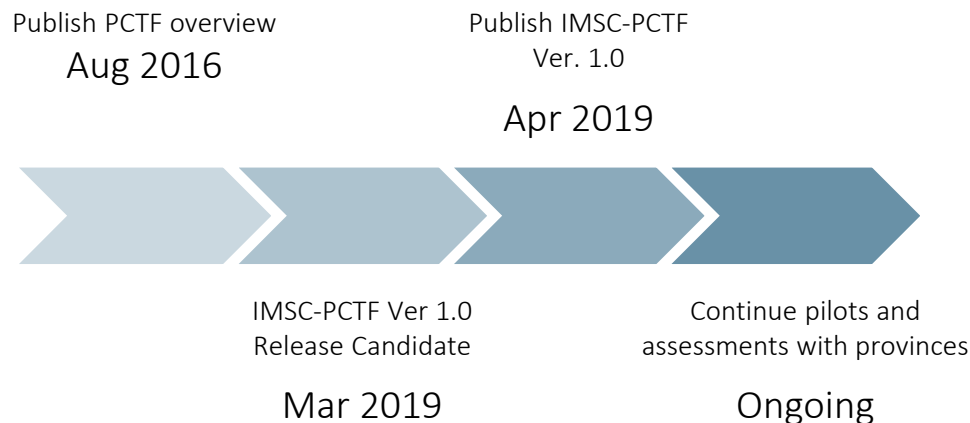 Publish PCTF overview
Aug 2016
Publish IMSC-PCTF
Ver. 1.0
Apr 2019
IMSC-PCTF Ver 1.0
Release Candidate
Mar 2019
Continue pilots and
assessments with provinces
Ongoing